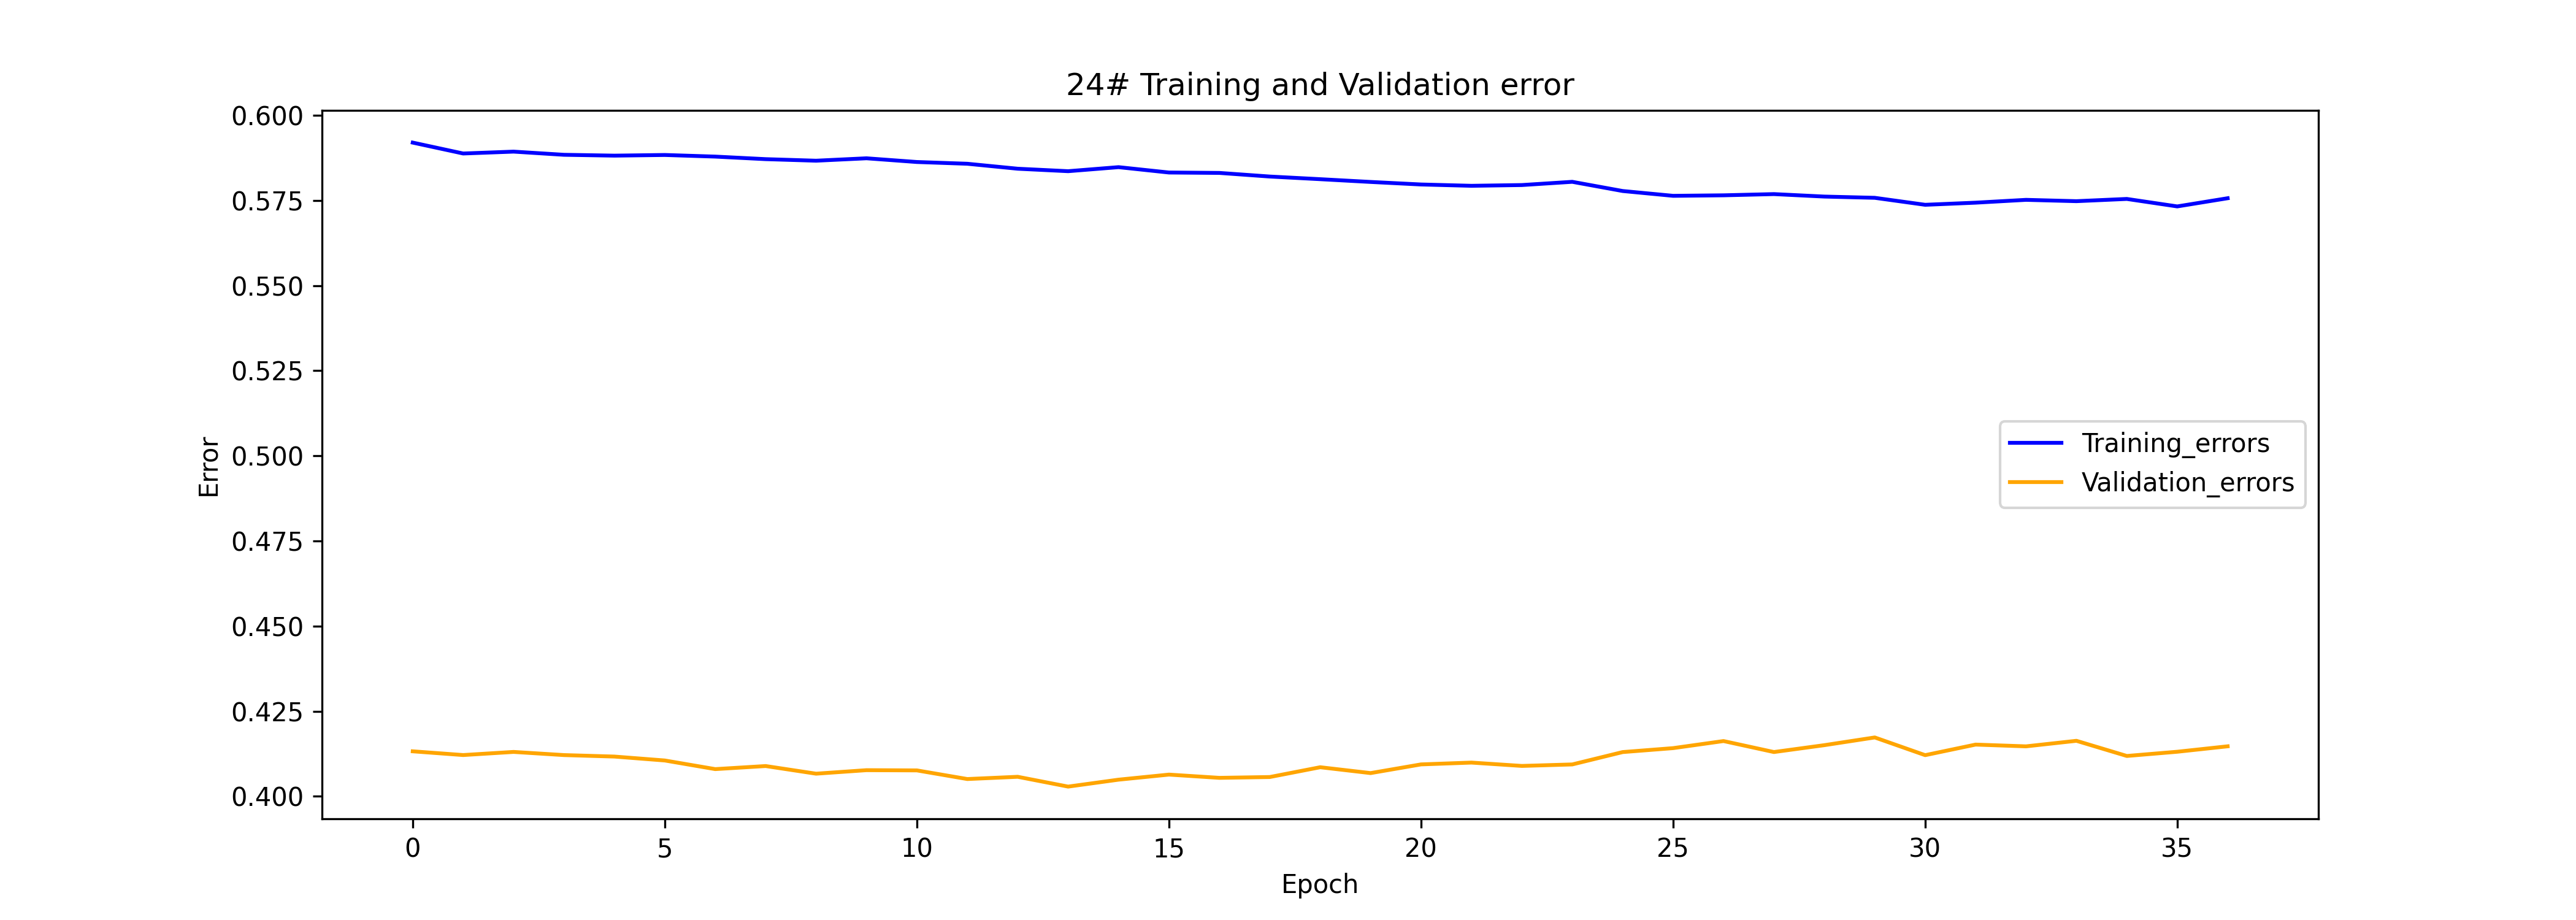 24# Training and Validation error
0.600
0.575
0.550
0.525
0.500
0.475
0.450
0.425
0.400
Error
Training_errors
Validation_errors
0 5 10 15 20 25 30 35
Epoch